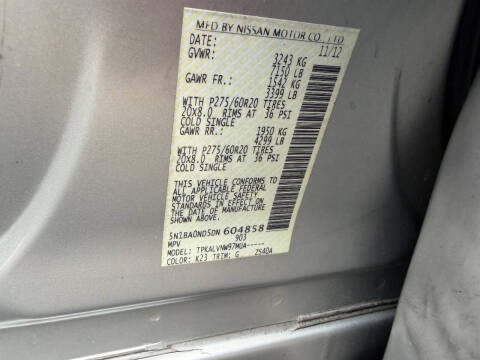 MFD BY NISSAN MOTOR CO., LTD.
DATE: 11/12
GVWR: 3243 KG
7150 LB
GAWR FR.: 1542 KG
3399 LB
WITH P275/60R20 TIRES
20X8.0 RIMS AT 36 PSI
COLD SINGLE
GAWR RR.: 1950 KG
4299 LB
WITH P275/60R20 TIRES
20X8.0 RIMS AT 36 PSI
COLD SINGLE
THIS VEHICLE CONFORMS TO
ALL APPLICABLE FEDERAL
MOTOR VEHICLE SAFETY
STANDARDS IN EFFECT ON
THE DATE OF MANUFACTURE
SHOWN ABOVE.
5N1BA0ND5DN 604858
MPV 903
MODEL: TPKALVNW97MUA-----
COLOR: K23 TRIM: G 2540A